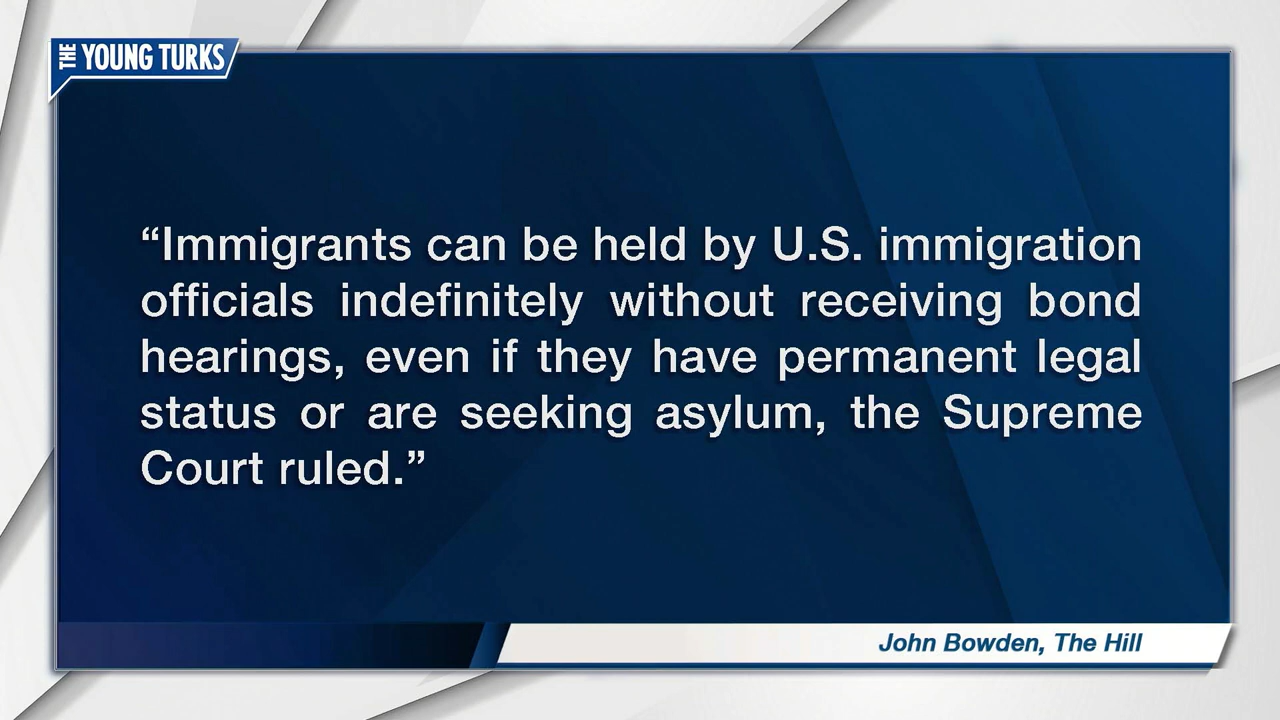 THE YOUNG TURKS
“Immigrants can be held by U.S. immigration
officials indefinitely without receiving bond
hearings, even if they have permanent legal
status or are seeking asylum, the Supreme
Court ruled.”
John Bowden, The Hill